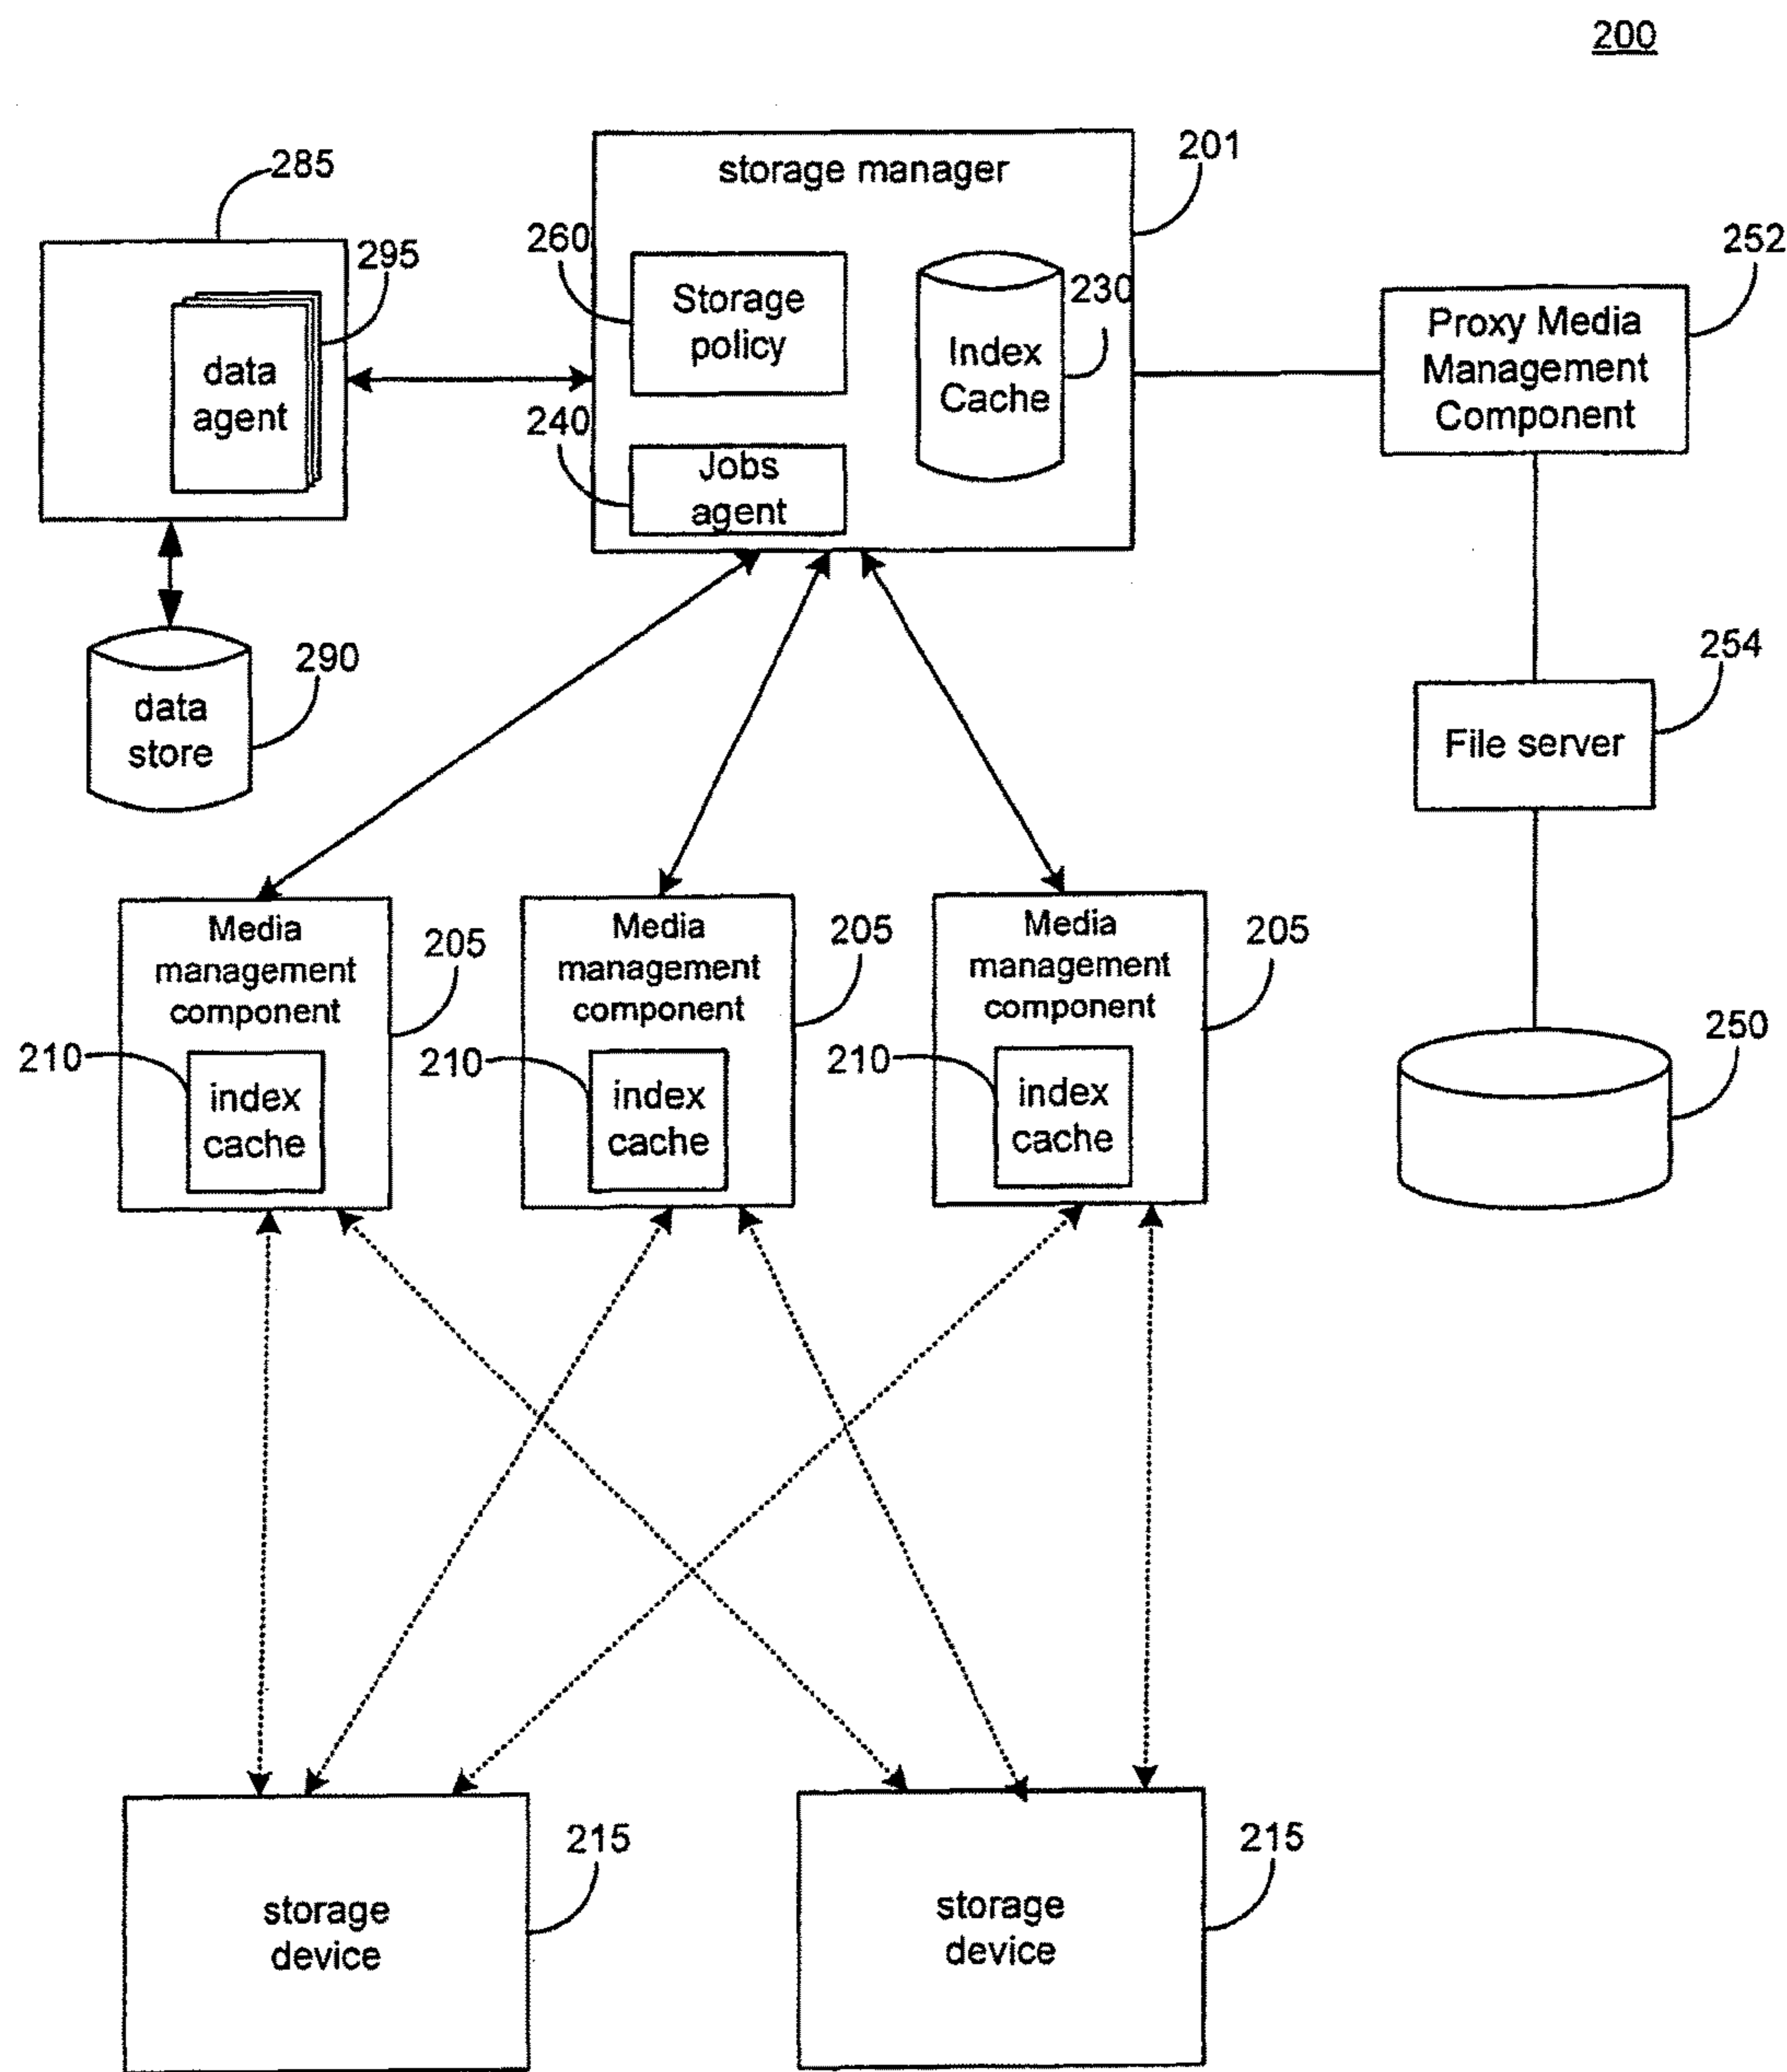 200
201
storage manager
285
260
230
252
295
Storage
policy
Index
Cache
Proxy Media
Management
Component
data
agent
240
Jobs
agent
290
data
store
254
File server
Media
management
component
205
Media
management
component
205
Media
management
component
205
250
210
index
cache
210
index
cache
210
index
cache
215
storage
device
215
storage
device